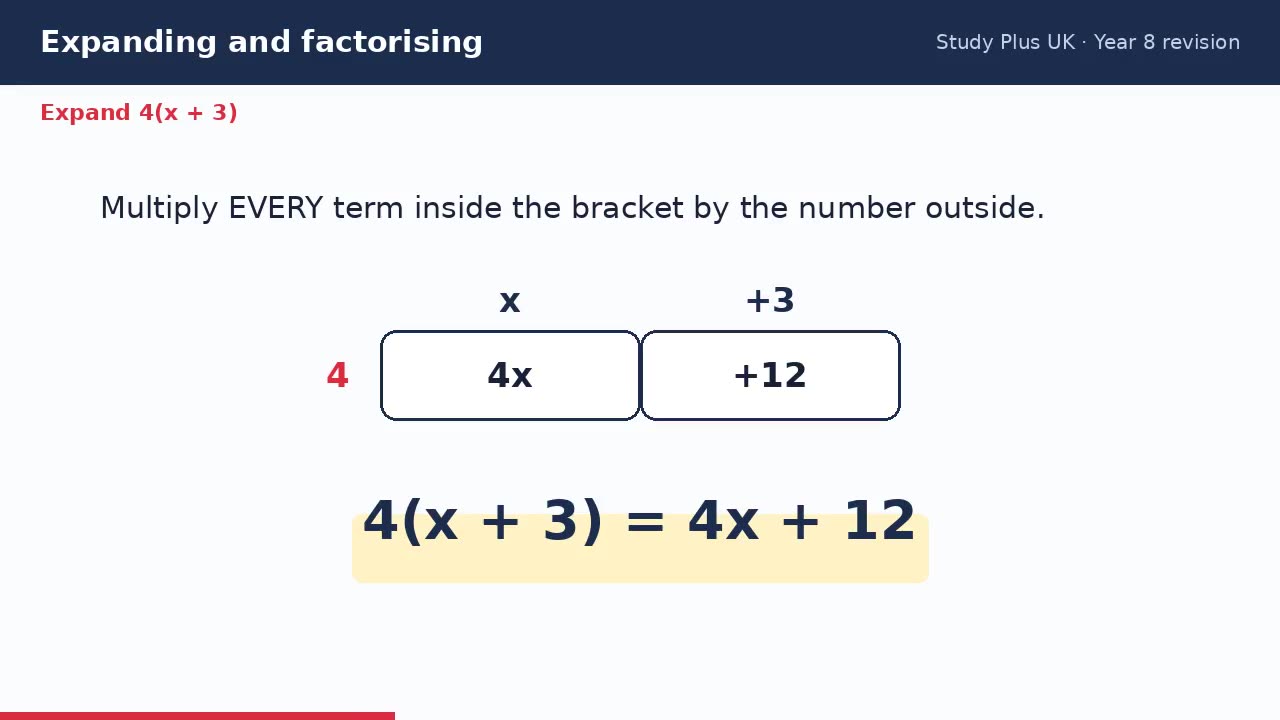 Expanding and factorising
Study Plus UK · Year 8 revision
Expand 4(x + 3)
Multiply EVERY term inside the bracket by the number outside.
x +3
4 4x +12
4(x + 3) = 4x + 12